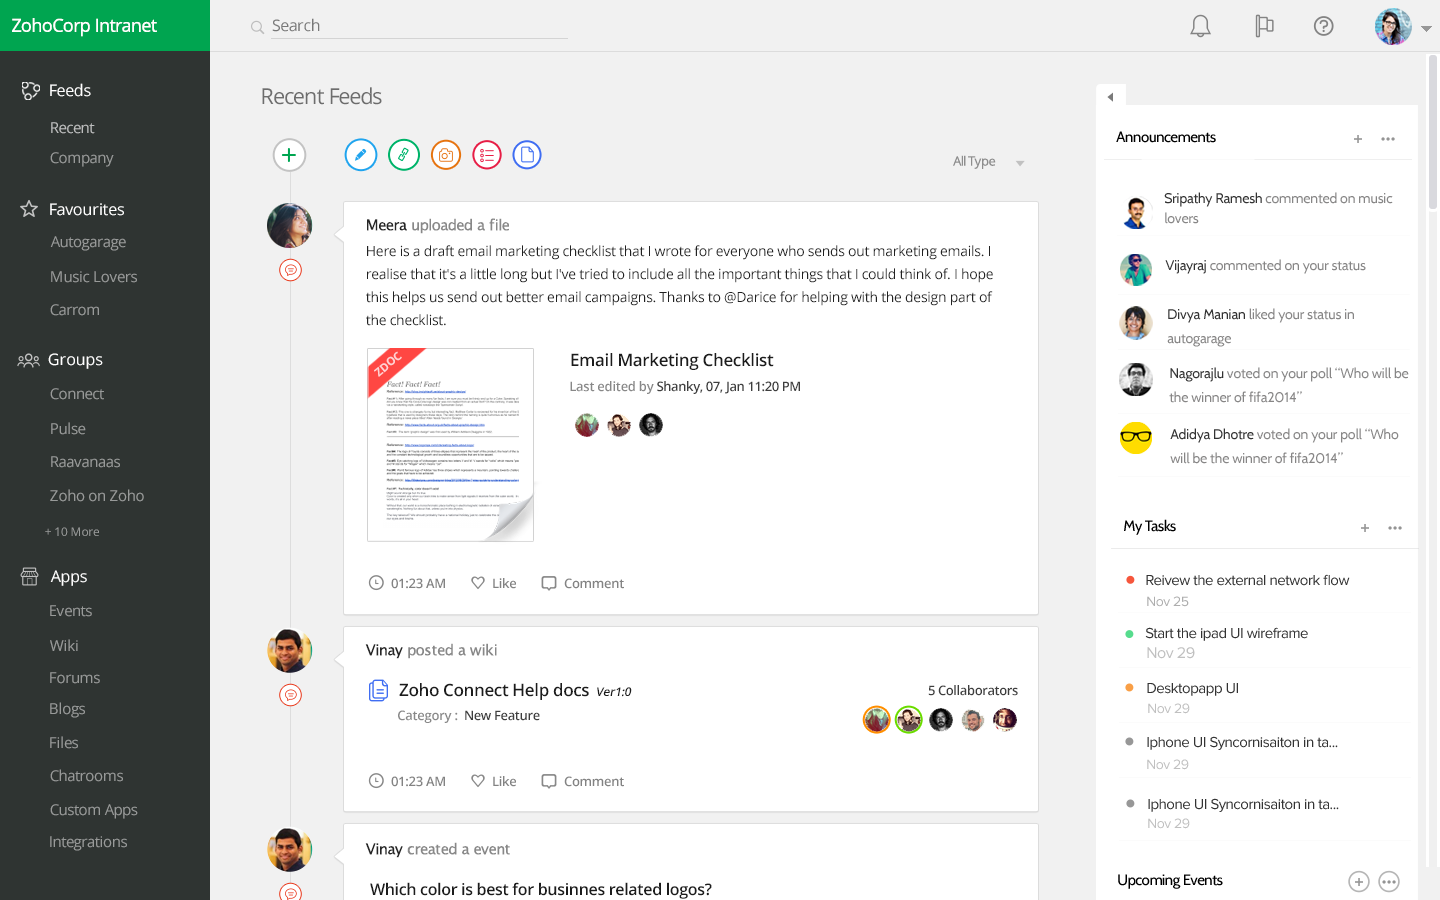 ZohoCorp Intranet
Search
Feeds
Recent
Company
Favourites
Autogarage
Music Lovers
Carrom
Groups
Connect
Pulse
Raavanaas
Zoho on Zoho
+ 10 More
Apps
Events
Wiki
Forums
Blogs
Files
Chatrooms
Custom Apps
Integrations
Recent Feeds
All Type
Meera uploaded a file
Here is a draft email marketing checklist that I wrote for everyone who sends out marketing emails. I
realise that it's a little long but I've tried to include all the important things that I could think of. I hope
this helps us send out better email campaigns. Thanks to @Darice for helping with the design part of
the checklist.
ZDOC
Fact! Fact! Fact!
Email Marketing Checklist
Last edited by Shanky, 07, Jan 11:20 PM
01:23 AM Like Comment
Vinay posted a wiki
Zoho Connect Help docs Ver1:0
Category : New Feature
5 Collaborators
01:23 AM Like Comment
Vinay created a event
Which color is best for businnes related logos?
Announcements
Sripathy Ramesh commented on music
lovers
Vijayraj commented on your status
Divya Manian liked your status in
autogarage
Nagorajlu voted on your poll “Who will be
the winner of fifa2014”
Adidya Dhotre voted on your poll “Who
will be the winner of fifa2014”
My Tasks
Reivew the external network flow
Nov 25
Start the ipad UI wireframe
Nov 29
Desktopapp UI
Nov 29
Iphone UI Syncornisaiton in ta...
Nov 29
Iphone UI Syncornisaiton in ta...
Nov 29
Upcoming Events